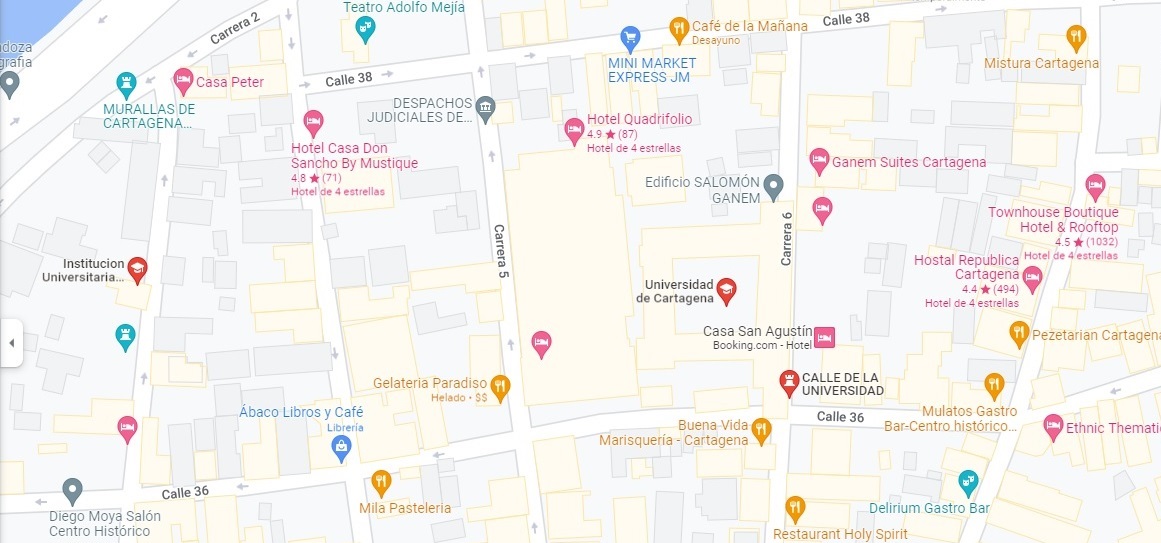 Teatro Adolfo Mejía
Carrera 2
Café de la Mañana
Desayuno
Calle 38
Mistura Cartagena
MINI MARKET
EXPRESS JM
Calle 38
Casa Peter
MURALLAS DE
CARTAGENA...
DESPACHOS
JUDICIALES DE...
Hotel Quadrifolio
4.9 ★ (87)
Hotel de 4 estrellas
Hotel Casa Don
Sancho By Mustique
4.8 ★ (71)
Hotel de 4 estrellas
Ganem Suites Cartagena
Edificio SALOMÓN
GANEM
Townhouse Boutique
Hotel & Rooftop
4.5 ★ (1032)
Hotel de 4 estrellas
Carrera 5
Carrera 6
Institucion
Universitaria...
Hostal Republica
Cartagena
4.4 ★ (494)
Hotel de 4 estrellas
Universidad
de Cartagena
Casa San Agustín
Booking.com - Hotel
Pezetarian Cartagena
Gelateria Paradiso
Helado • $$
CALLE DE LA
UNIVERSIDAD
Ábaco Libros y Café
Librería
Calle 36
Mulatos Gastro
Bar-Centro histórico...
Buena Vida
Marisquería - Cartagena
Ethnic Themati
Calle 36
Mila Pasteleria
Delirium Gastro Bar
Diego Moya Salón
Centro Histórico
Restaurant Holy Spirit